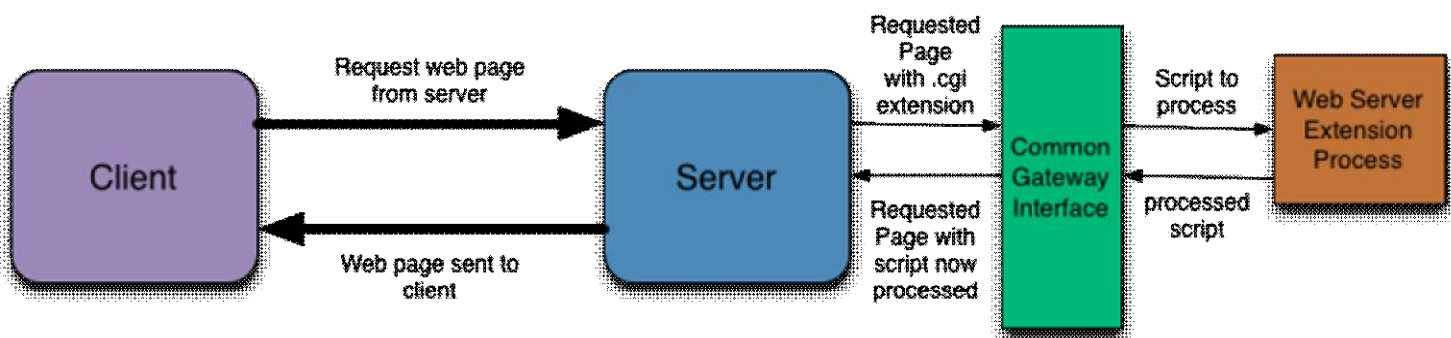 Client
Request web page
from server
Web page sent to
client
Server
Requested
Page
with .cgi
extension
Requested
Page with
script now
processed
Common
Gateway
Interface
Script to
process
processed
script
Web Server
Extension
Process